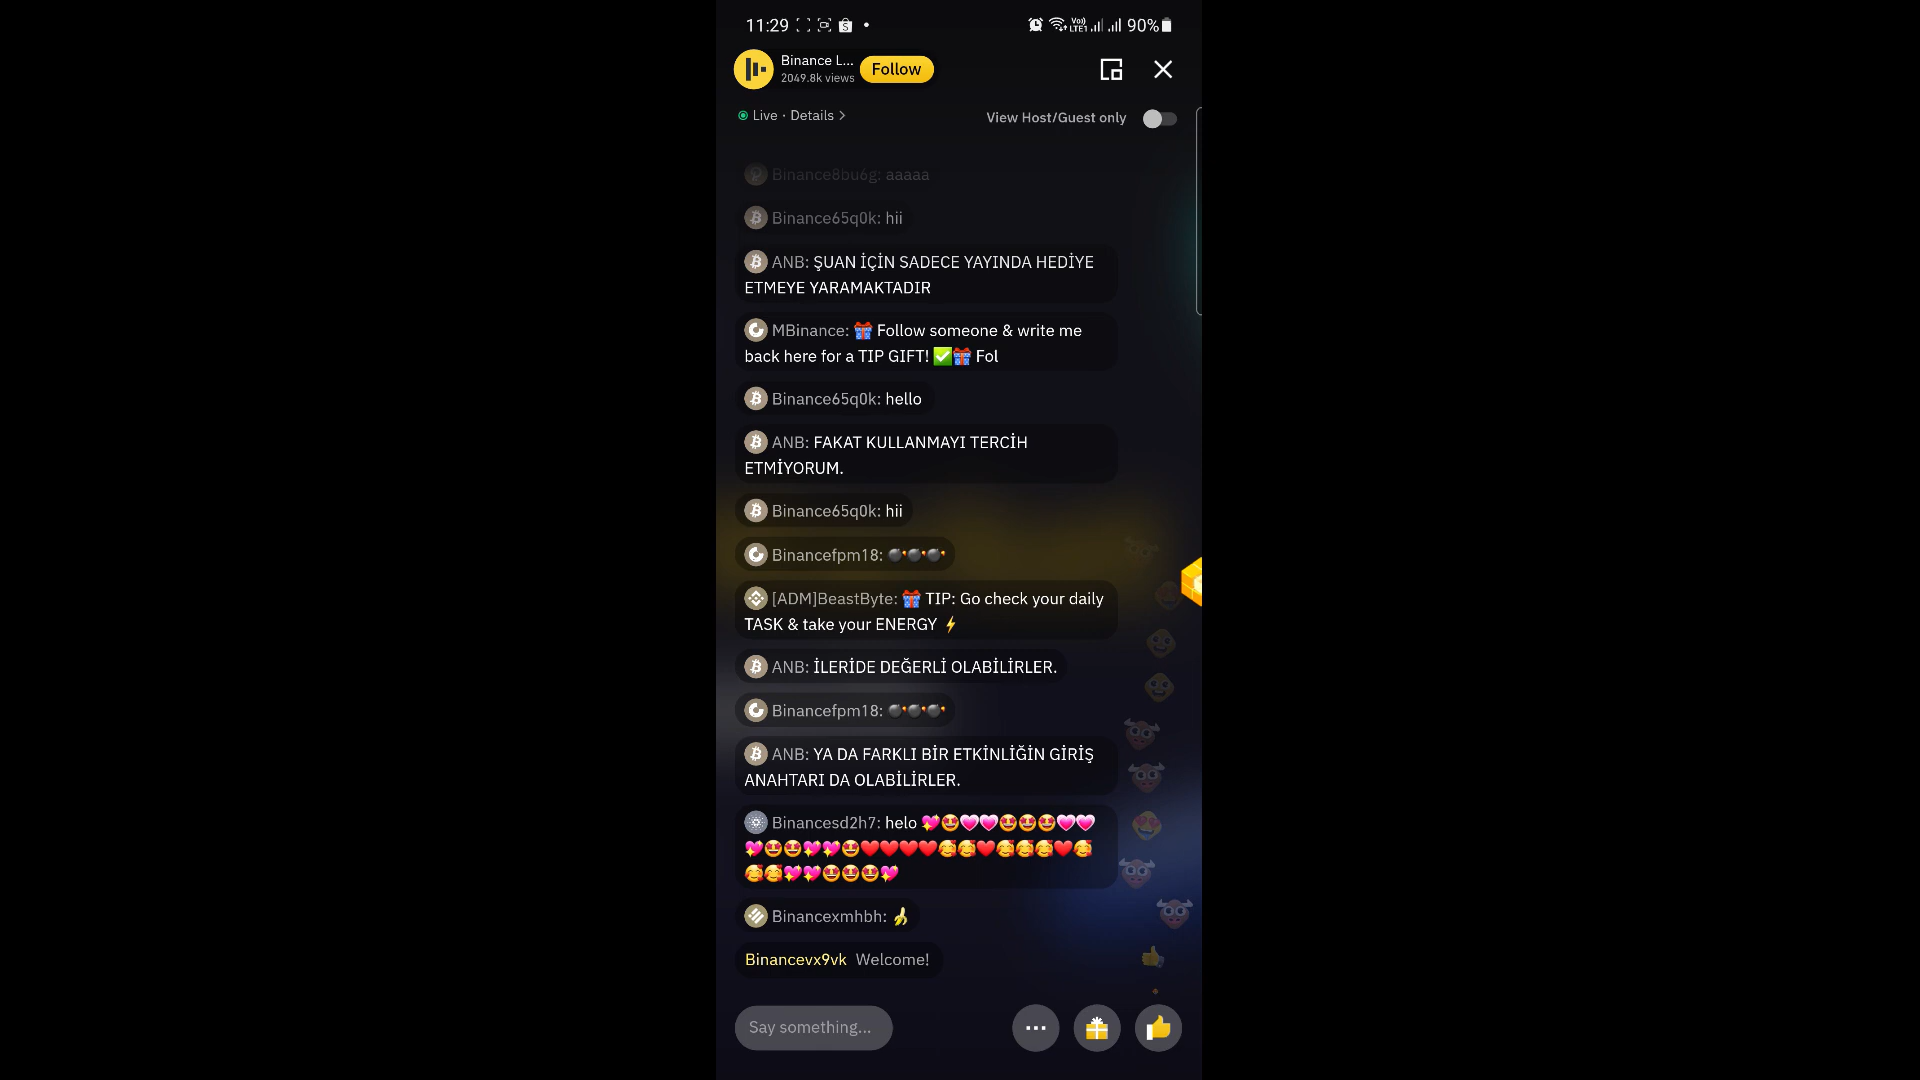 11:29
Vo))
LTE1
90%
Binance L...
2049.8k views
Follow
Live · Details >
View Host/Guest only
Binance8bu6g: aaaaa
Binance65q0k: hii
ANB: ŞUAN İÇİN SADECE YAYINDA HEDİYE
ETMEYE YARAMAKTADIR
MBinance: 🎁 Follow someone & write me
back here for a TIP GIFT! ✅🎁 Fol
Binance65q0k: hello
ANB: FAKAT KULLANMAYI TERCİH
ETMİYORUM.
Binance65q0k: hii
Binancefpm18: 💣💣💣
[ADM]BeastByte: 🎁 TIP: Go check your daily
TASK & take your ENERGY ⚡
ANB: İLERİDE DEĞERLİ OLABİLİRLER.
Binancefpm18: 💣💣💣
ANB: YA DA FARKLI BİR ETKİNLİĞİN GİRİŞ
ANAHTARI DA OLABİLİRLER.
Binancesd2h7: helo 💖🤩💗💗🤩🤩🤩💗💗
💖🤩🤩💖💖🤩❤️❤️❤️❤️🥰🥰❤️🥰🥰🥰❤️🥰
🥰🥰💖💖🤩🤩🤩💖
Binancexmhbh: 🍌
Binancevx9vk Welcome!
Say something...